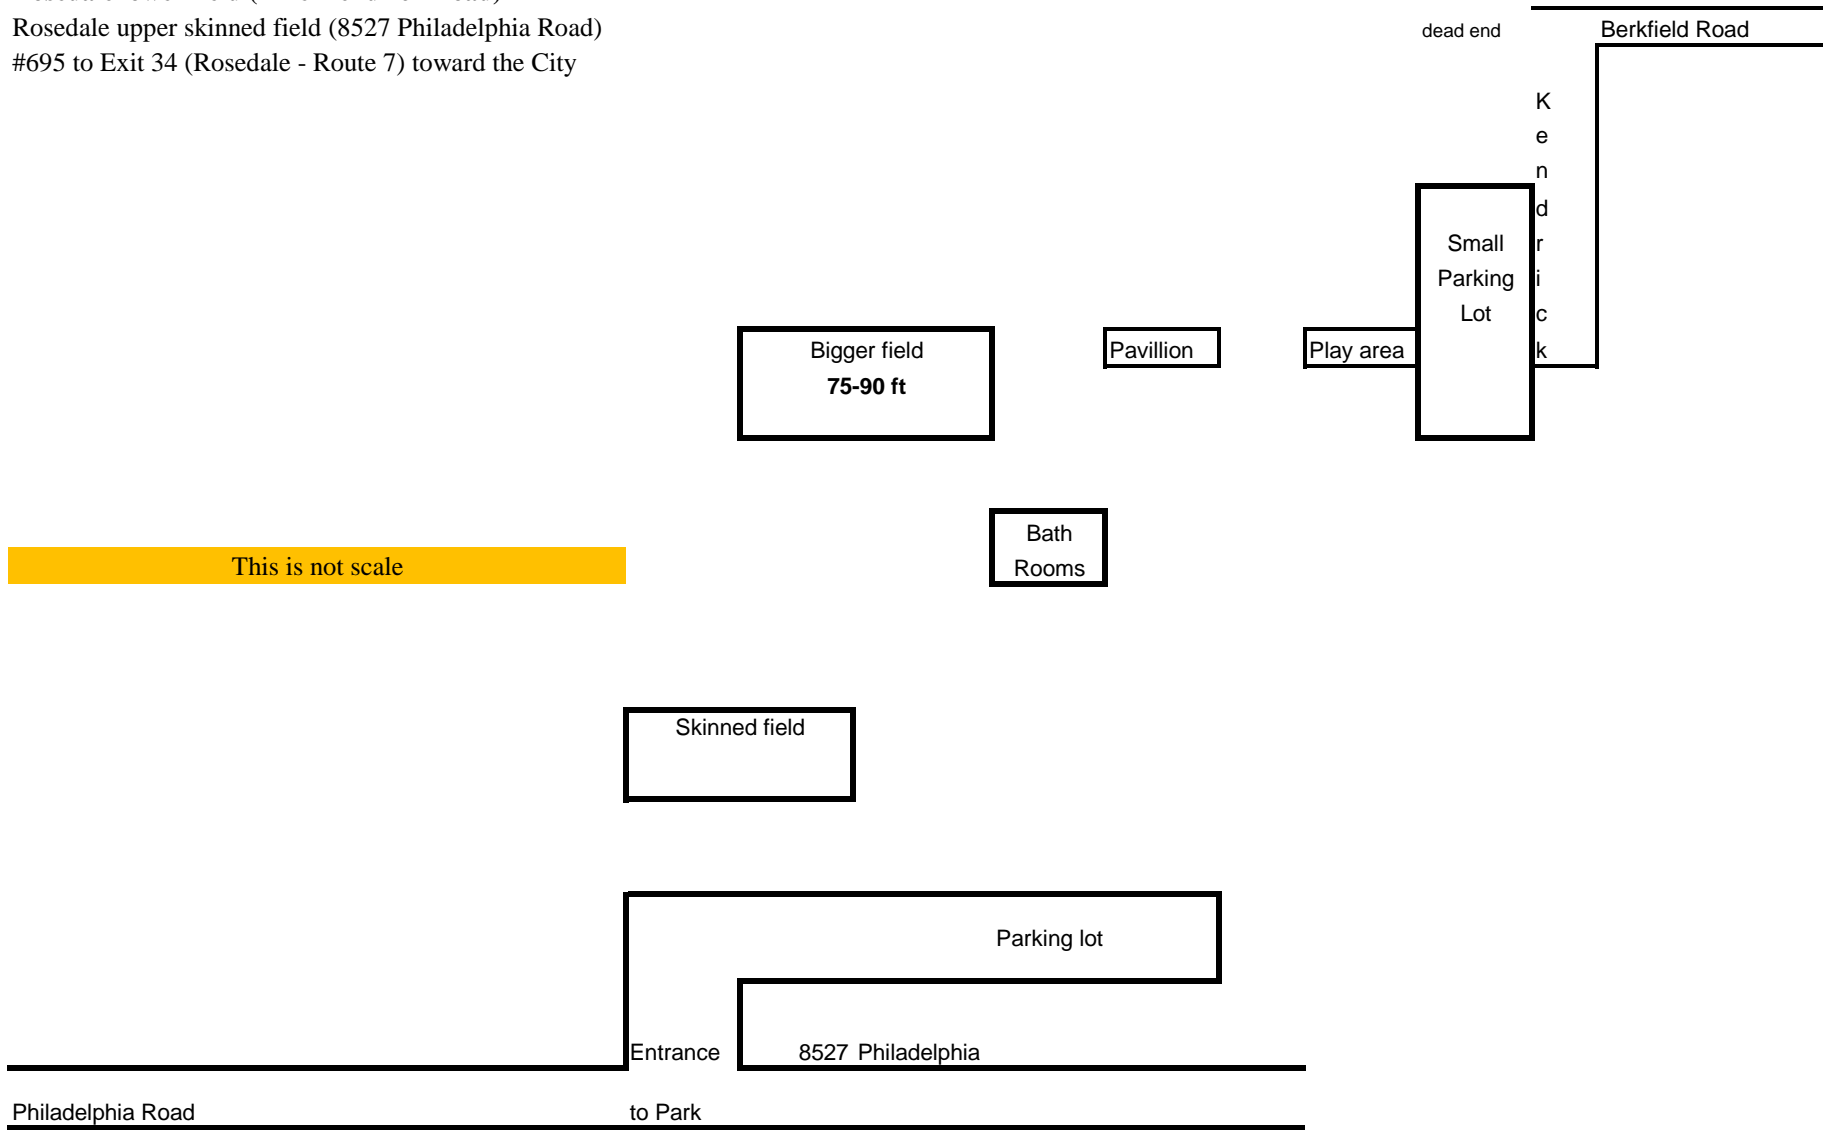 Rosedale upper skinned field (8527 Philadelphia Road)
#695 to Exit 34 (Rosedale - Route 7) toward the City
dead end
Berkfield Road
Kendrick
Small
Parking
Lot
Bigger field
75-90 ft
Pavillion
Play area
Bath
Rooms
This is not scale
Skinned field
Parking lot
Entrance
8527 Philadelphia
Philadelphia Road
to Park